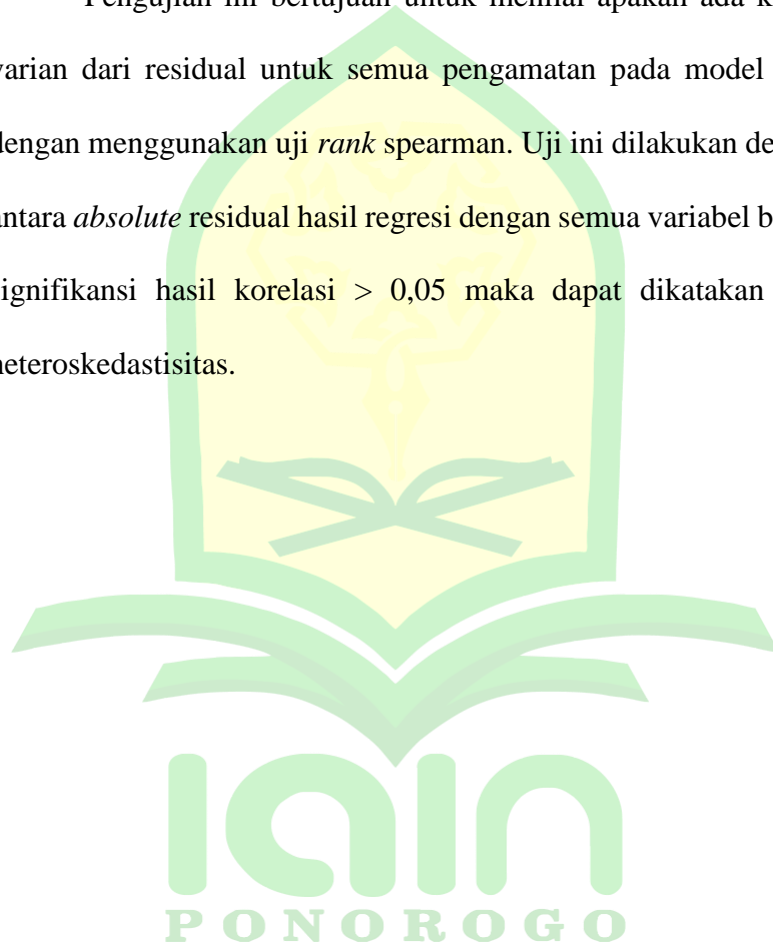 Pengujian ini bertujuan untuk menilai apakah ada k
varian dari residual untuk semua pengamatan pada model
dengan menggunakan uji rank spearman. Uji ini dilakukan de
antara absolute residual hasil regresi dengan semua variabel b
signifikansi hasil korelasi > 0,05 maka dapat dikatakan
heteroskedastisitas.
iain
PONOROGO